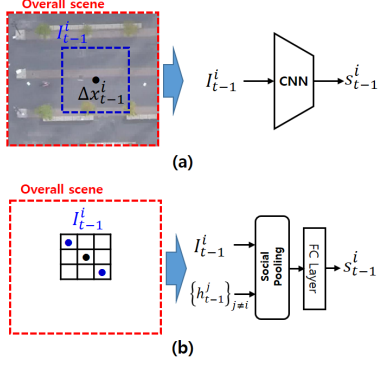 Overall scene
I^i_{t−1}
Δx^i_{t−1}
I^i_{t−1}
CNN
s^i_{t−1}
(a)
Overall scene
I^i_{t−1}
I^i_{t−1}
{h^j_{t−1}}_{j≠i}
Social
Pooling
FC Layer
s^i_{t−1}
(b)